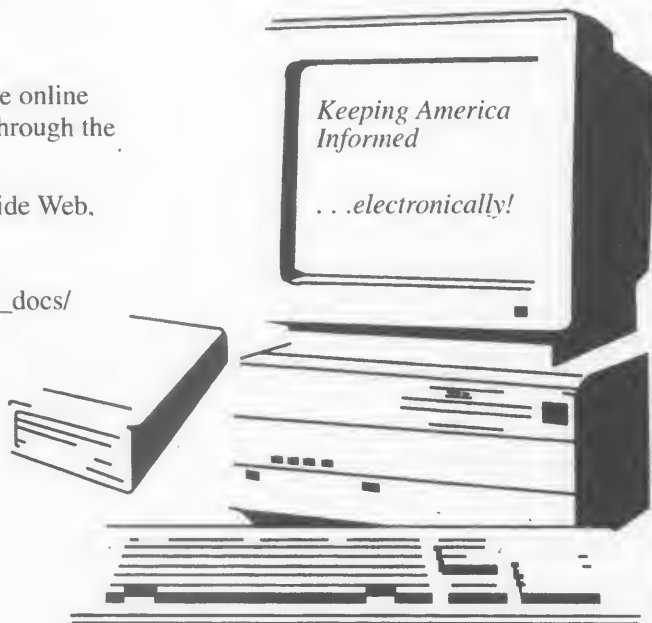 e online
hrough the
ide Web,
_docs/
Keeping America
Informed
. . .electronically!